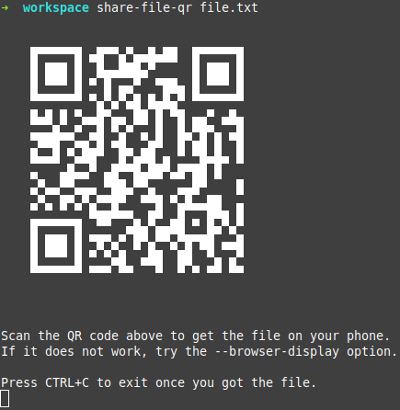 ➜ workspace share-file-qr file.txt
Scan the QR code above to get the file on your phone.
If it does not work, try the --browser-display option.
Press CTRL+C to exit once you got the file.